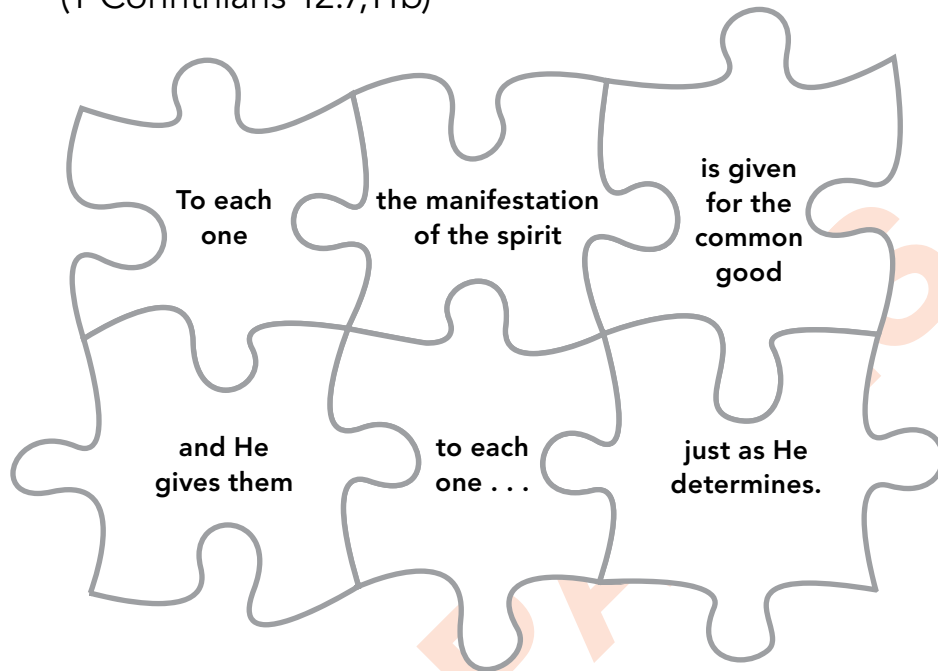 (1 Corinthians 12:7,11b)
To each
one
the manifestation
of the spirit
is given
for the
common
good
and He
gives them
to each
one . . .
just as He
determines.